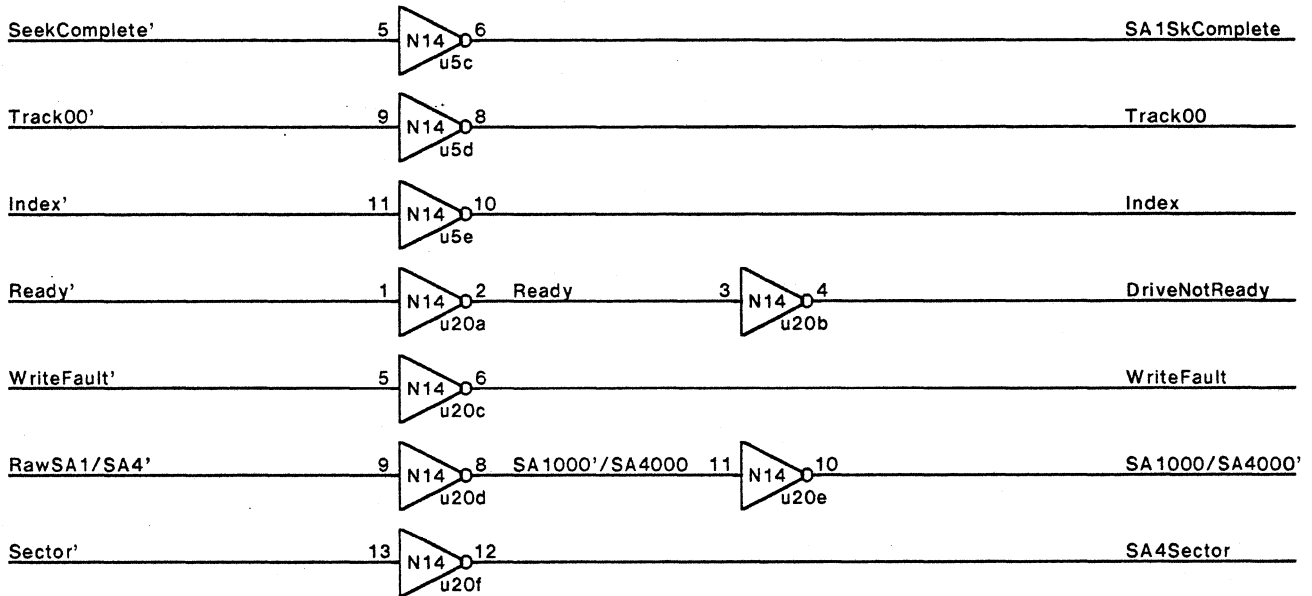 SeekComplete' 5 N14 6 SA1SkComplete
u5c
Track00' 9 N14 8 Track00
u5d
Index' 11 N14 10 Index
u5e
Ready' 1 N14 2 Ready 3 N14 4 DriveNotReady
u20a u20b
WriteFault' 5 N14 6 WriteFault
u20c
RawSA1/SA4' 9 N14 8 SA1000'/SA4000 11 N14 10 SA1000/SA4000'
u20d u20e
Sector' 13 N14 12 SA4Sector
u20f